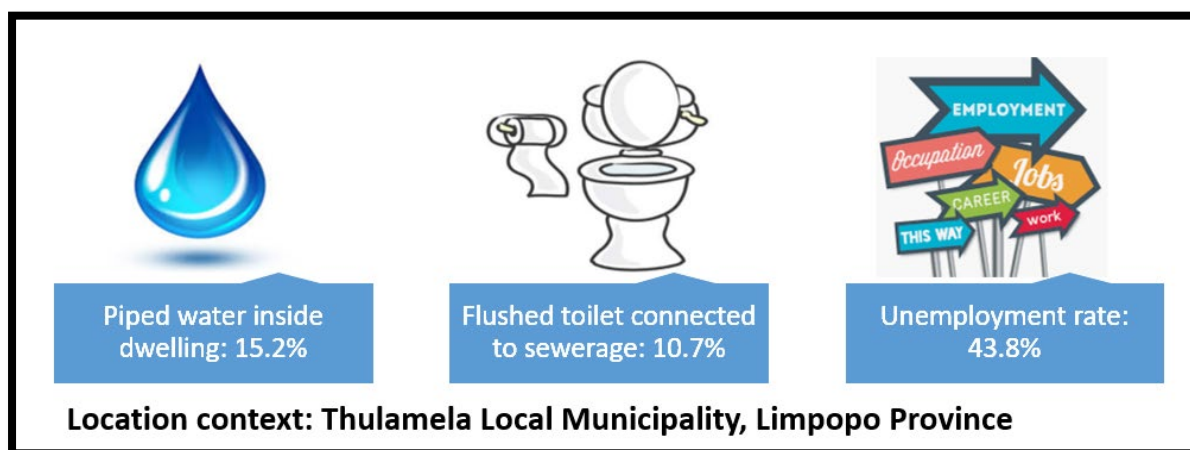 EMPLOYMENT
Occupation
Jobs
CAREER
work
THIS WAY
Piped water inside
dwelling: 15.2%
Flushed toilet connected
to sewerage: 10.7%
Unemployment rate:
43.8%
Location context: Thulamela Local Municipality, Limpopo Province